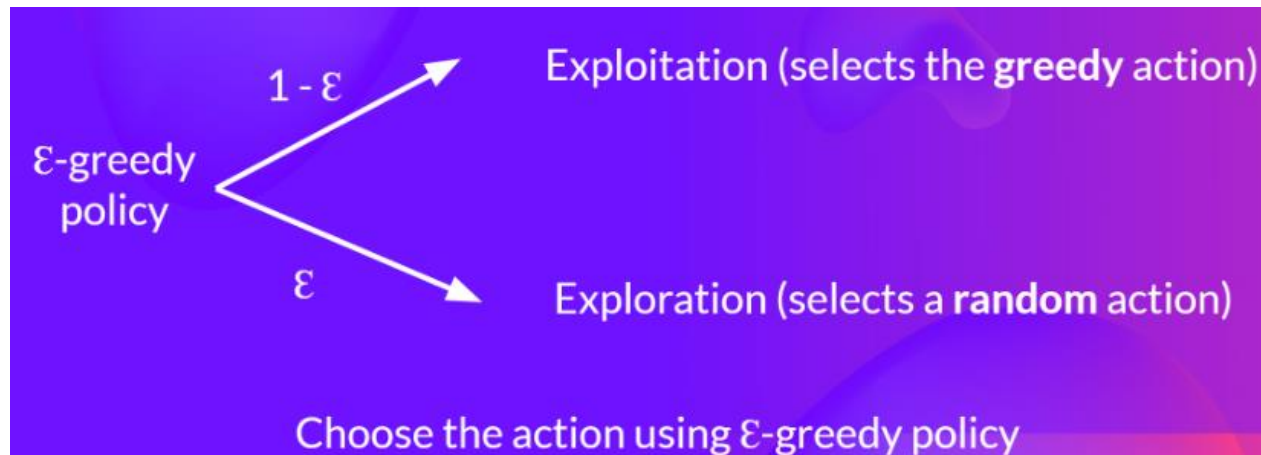 1 - Ɛ
Exploitation (selects the greedy action)
Ɛ-greedy
policy
Ɛ
Exploration (selects a random action)
Choose the action using Ɛ-greedy policy